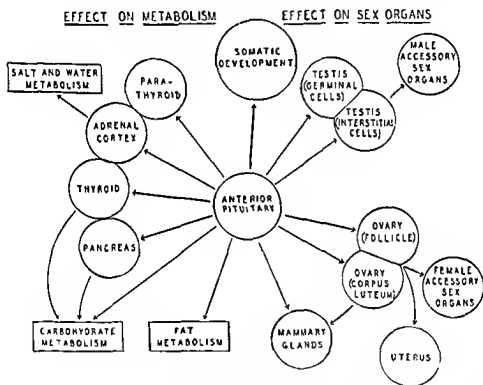 EFFECT ON METABOLISM
EFFECT ON SEX ORGANS
SOMATIC
DEVELOPMENT
MALE
ACCESSORY
SEX
ORGANS
SALT AND WATER
METABOLISM
PARA-
THYROID
TESTIS
(GERMINAL
CELLS)
TESTIS
(INTERSTITIAL
CELLS)
ADRENAL
CORTEX
THYROID
ANTERIOR
PITUITARY
PANCREAS
OVARY
(FOLLICLE)
OVARY
(CORPUS
LUTEUM)
FEMALE
ACCESSORY
SEX
ORGANS
CARBOHYDRATE
METABOLISM
FAT
METABOLISM
MAMMARY
GLANDS
UTERUS